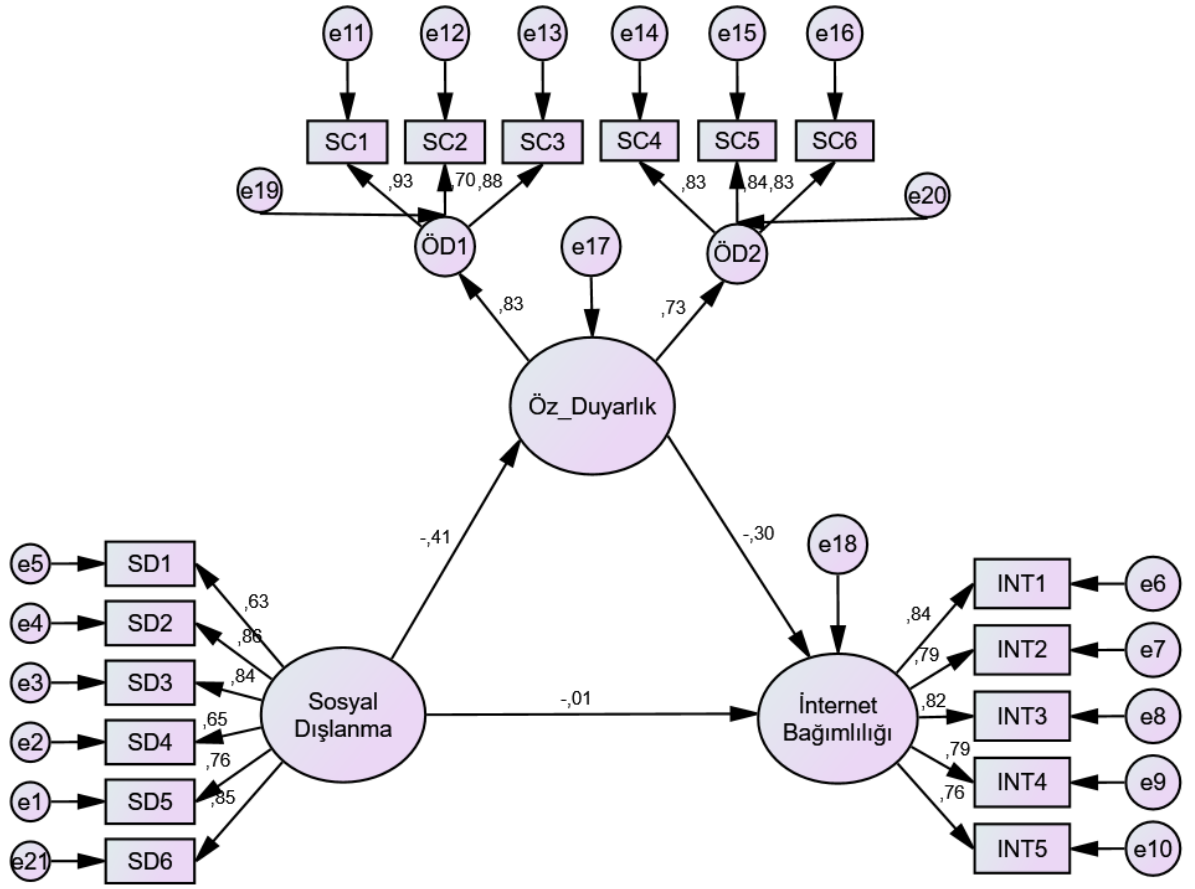 e11 e12 e13 e14 e15 e16
SC1 SC2 SC3 SC4 SC5 SC6
,93 ,70 ,88 ,83 ,84 ,83
e19 e20
ÖD1 e17 ÖD2
,83 ,73
Öz_Duyarlık
-,41 -,30
e18
e5 SD1
e4 SD2
e3 SD3
e2 SD4
e1 SD5
e21 SD6
,63
,86
,84
,65
,76
,85
Sosyal
Dışlanma
-,01
İnternet
Bağımlılığı
,84
,79
,82
,79
,76
INT1 e6
INT2 e7
INT3 e8
INT4 e9
INT5 e10